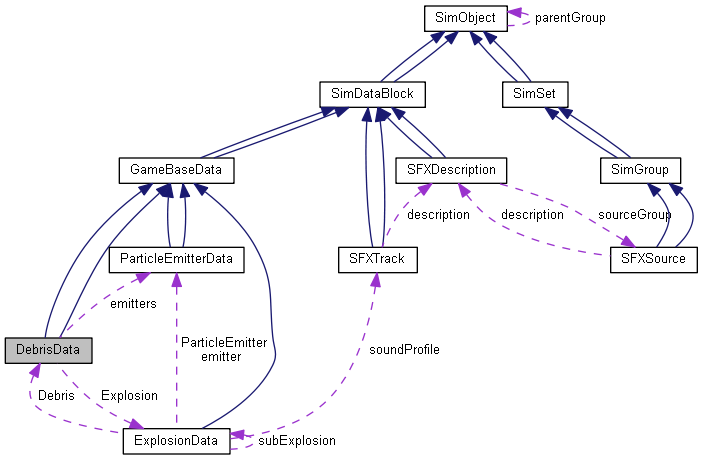 SimObject
parentGroup
SimDataBlock
SimSet
GameBaseData
SFXDescription
SimGroup
description
description
sourceGroup
ParticleEmitterData
SFXTrack
SFXSource
emitters
DebrisData
ParticleEmitter
emitter
soundProfile
Debris
Explosion
ExplosionData
subExplosion